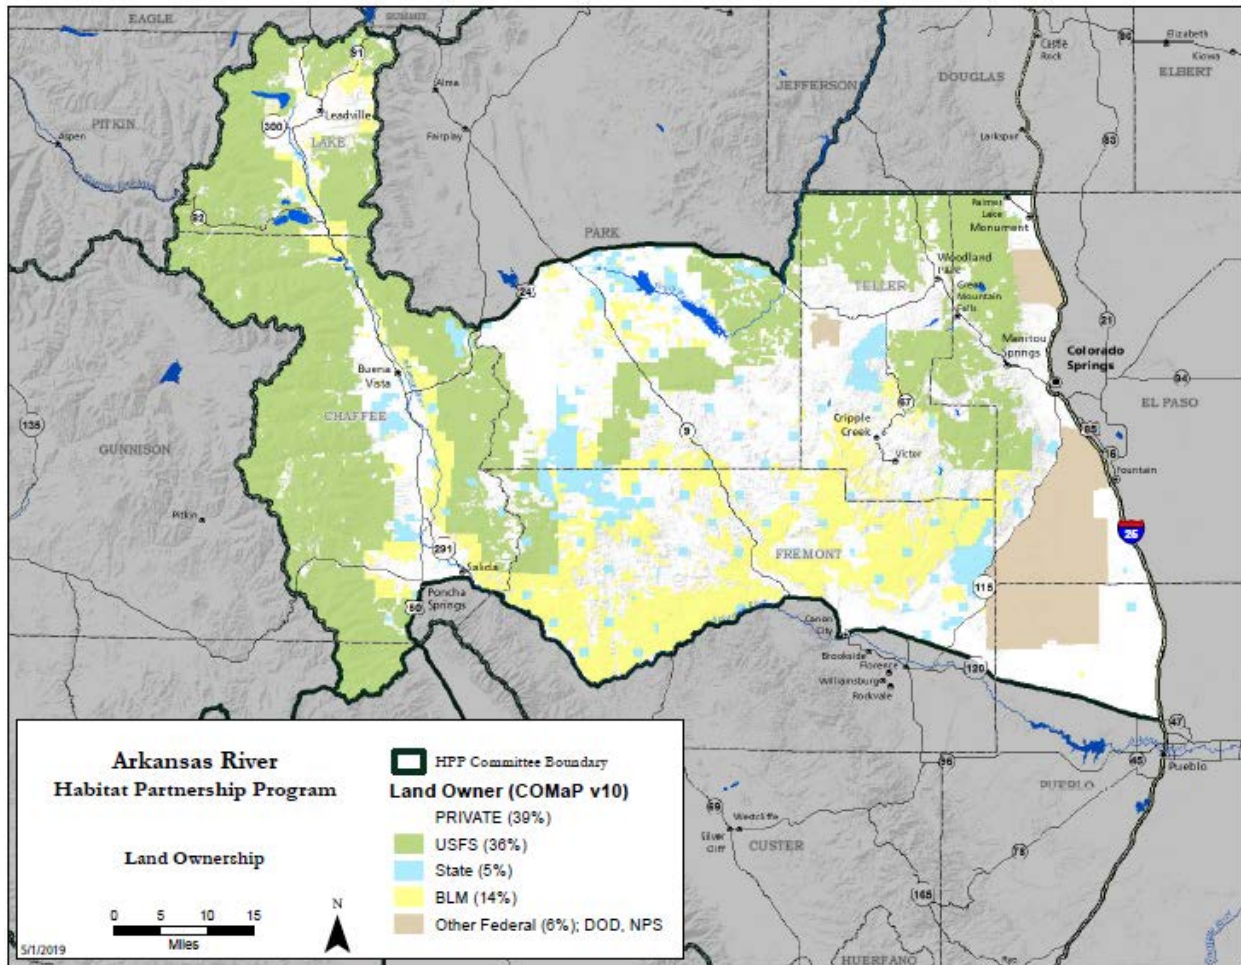 EAGLE
SUMMIT
91
Alma
Castle
Rock
86
Elizabeth
Kiowa
ELBERT
DOUGLAS
JEFFERSON
PITKIN
Aspen
300
Leadville
LAKE
Fairplay
Larkspur
83
82
PARK
Palmer
Lake
Monument
24
Woodland
Park
TELLER
Green
Mountain
Falls
21
Manitou
Springs
Colorado
Springs
94
EL PASO
Buena
Vista
CHAFFEE
135
GUNNISON
9
67
Cripple
Creek
Victor
85
16
Fountain
Pitkin
291
Salida
FREMONT
25
115
Poncha
Springs
50
Canon
City
Brookside
Florence
120
Williamsburg
Rockvale
47
45
Pueblo
PUEBLO
96
69
Westcliffe
Silver
Cliff
CUSTER
78
165
HUERFANO
Rye
Arkansas River
Habitat Partnership Program
Land Ownership
0 5 10 15
Miles
N
5/1/2019
HPP Committee Boundary
Land Owner (COMaP v10)
PRIVATE (39%)
USFS (36%)
State (5%)
BLM (14%)
Other Federal (6%); DOD, NPS